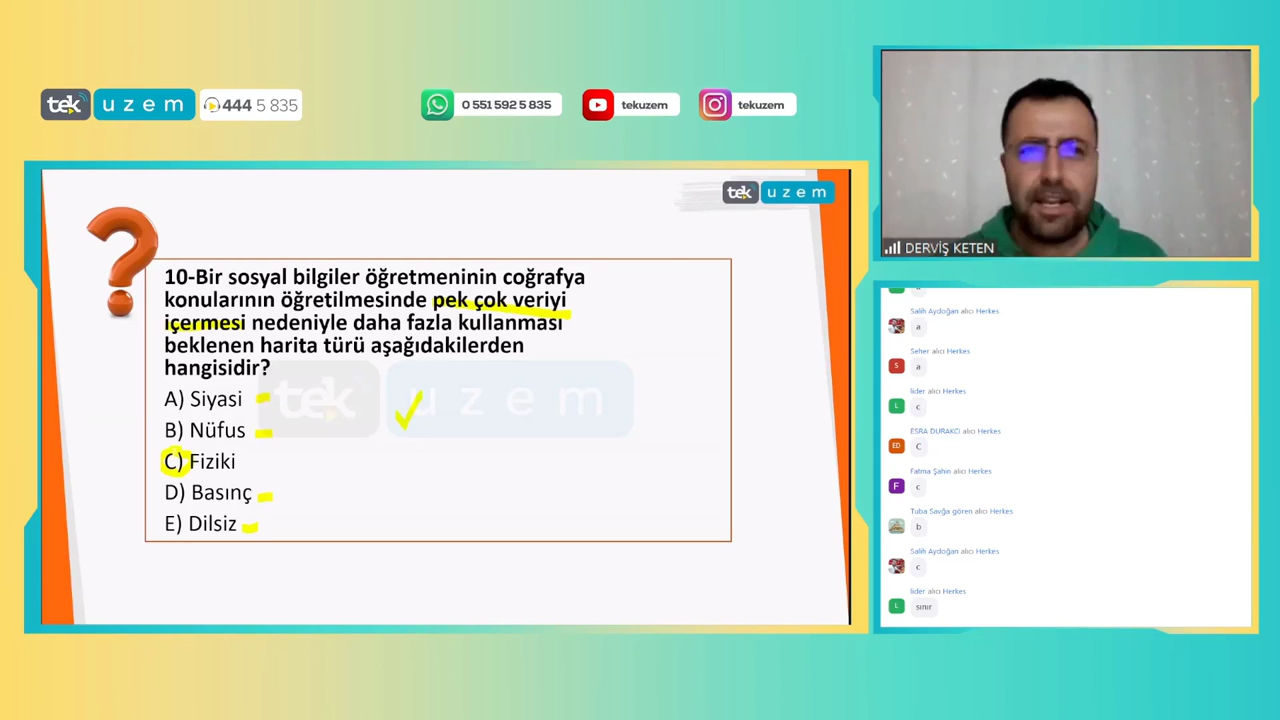 tek uzem 444 5 835
0 551 592 5 835
tekuzem
tekuzem
tek uzem
10-Bir sosyal bilgiler öğretmeninin coğrafya
konularının öğretilmesinde pek çok veriyi
içermesi nedeniyle daha fazla kullanması
beklenen harita türü aşağıdakilerden
hangisidir?
A) Siyasi
B) Nüfus
C) Fiziki
D) Basınç
E) Dilsiz
tek uzem
DERVİŞ KETEN
Salih Aydoğan alıcı Herkes
a
Seher alıcı Herkes
S
a
lider alıcı Herkes
L
c
ESRA DURAKCI alıcı Herkes
ED
C
Fatma Şahin alıcı Herkes
F
c
Tuba Savğa gören alıcı Herkes
b
Salih Aydoğan alıcı Herkes
c
lider alıcı Herkes
L
sınır